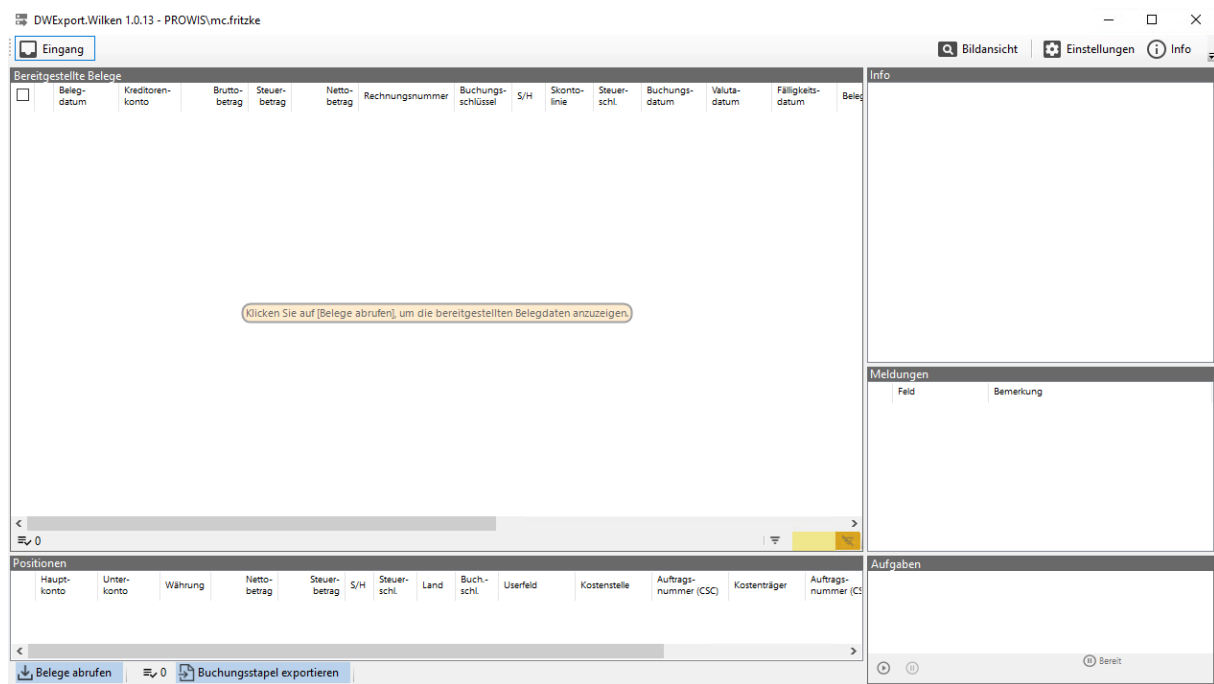 DWExport.Wilken 1.0.13 - PROWIS\mc.fritzke
Eingang
Bildansicht
Einstellungen
Info
Bereitgestellte Belege
Beleg-
datum
Kreditoren-
konto
Brutto-
betrag
Steuer-
betrag
Netto-
betrag
Rechnungsnummer
Buchungs-
schlüssel
S/H
Skonto-
linie
Steuer-
schl.
Buchungs-
datum
Valuta-
datum
Fälligkeits-
datum
Beleg
Klicken Sie auf [Belege abrufen], um die bereitgestellten Belegdaten anzuzeigen.
0
Info
Meldungen
Feld
Bemerkung
Positionen
Haupt-
konto
Unter-
konto
Währung
Netto-
betrag
Steuer-
betrag
S/H
Steuer-
schl.
Land
Buch.-
schl.
Userfeld
Kostenstelle
Auftrags-
nummer (CSC)
Kostenträger
Auftrags-
nummer (CS
Aufgaben
Bereit
Belege abrufen
0
Buchungsstapel exportieren